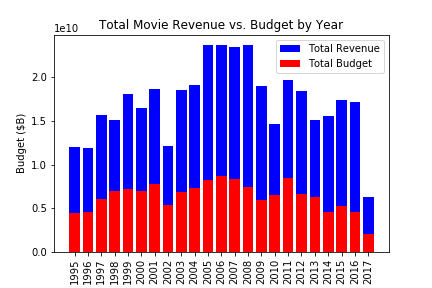 Total Movie Revenue vs. Budget by Year
1e10
Total Revenue
Total Budget
Budget ($B)
2.0
1.5
1.0
0.5
0.0
1995 1996 1997 1998 1999 2000 2001 2002 2003 2004 2005 2006 2007 2008 2009 2010 2011 2012 2013 2014 2015 2016 2017